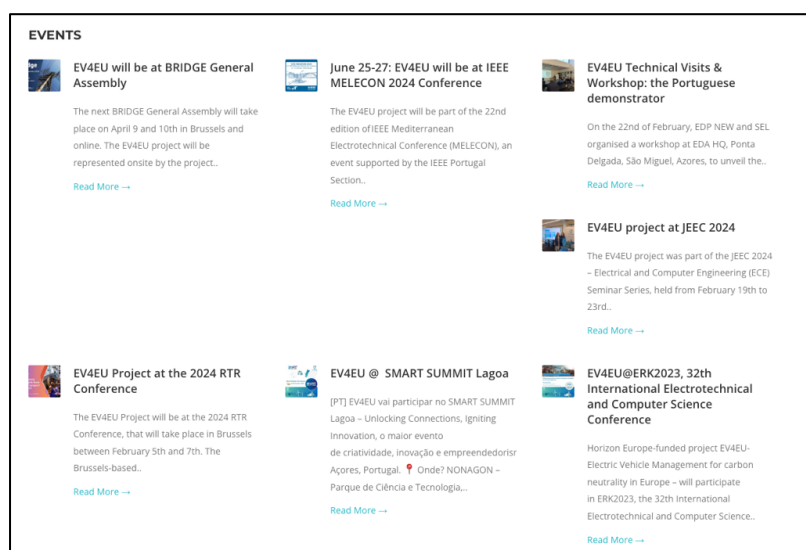 EVENTS
EV4EU will be at BRIDGE General
Assembly
The next BRIDGE General Assembly will take
place on April 9 and 10th in Brussels and
online. The EV4EU project will be
represented onsite by the project..
Read More →
June 25-27: EV4EU will be at IEEE
MELECON 2024 Conference
The EV4EU project will be part of the 22nd
edition ofIEEE Mediterranean
Electrotechnical Conference (MELECON), an
event supported by the IEEE Portugal
Section..
Read More →
EV4EU Technical Visits &
Workshop: the Portuguese
demonstrator
On the 22nd of February, EDP NEW and SEL
organised a workshop at EDA HQ, Ponta
Delgada, São Miguel, Azores, to unveil the..
Read More →
EV4EU project at JEEC 2024
The EV4EU project was part of the JEEC 2024
– Electrical and Computer Engineering (ECE)
Seminar Series, held from February 19th to
23rd..
Read More →
EV4EU Project at the 2024 RTR
Conference
The EV4EU Project will be at the 2024 RTR
Conference, that will take place in Brussels
between February 5th and 7th. The
Brussels-based..
Read More →
EV4EU @ SMART SUMMIT Lagoa
[PT] EV4EU vai participar no SMART SUMMIT
Lagoa – Unlocking Connections, Igniting
Innovation, o maior evento
de criatividade, inovação e empreendedorisr
Açores, Portugal. 📍 Onde? NONAGON –
Parque de Ciência e Tecnologia,..
Read More →
EV4EU@ERK2023, 32th
International Electrotechnical
and Computer Science
Conference
Horizon Europe-funded project EV4EU-
Electric Vehicle Management for carbon
neutrality in Europe – will participate
in ERK2023, the 32th International
Electrotechnical and Computer Science..
Read More →